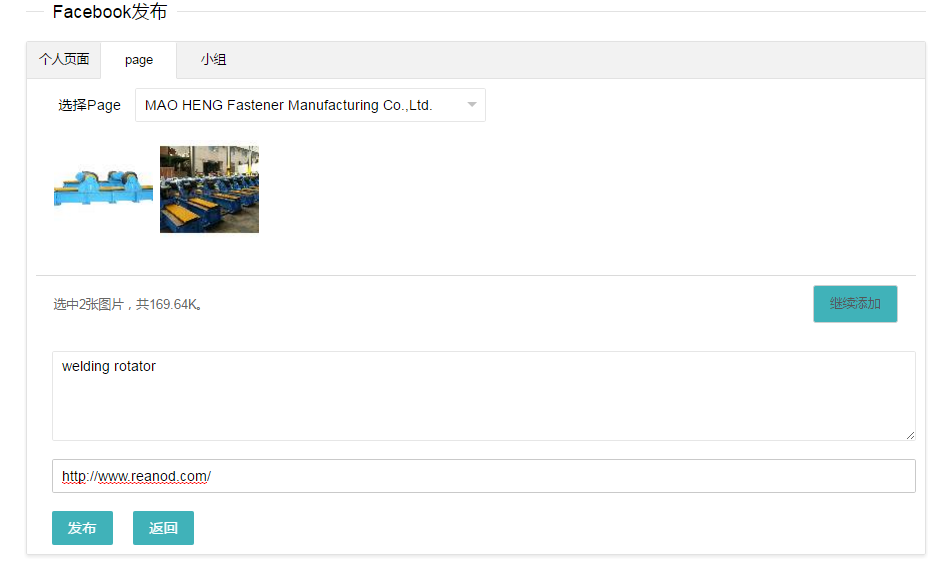 Facebook发布
个人页面 page 小组
选择Page MAO HENG Fastener Manufacturing Co.,Ltd.
选中2张图片，共169.64K。 继续添加
welding rotator
http://www.reanod.com/
发布 返回